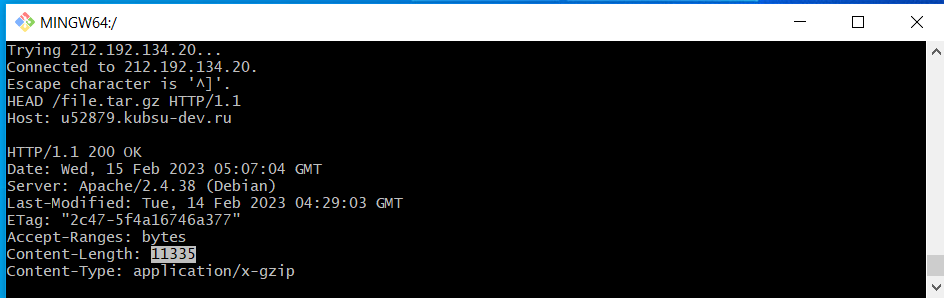 MINGW64:/
Trying 212.192.134.20...
Connected to 212.192.134.20.
Escape character is '^]'.
HEAD /file.tar.gz HTTP/1.1
Host: u52879.kubsu-dev.ru

HTTP/1.1 200 OK
Date: Wed, 15 Feb 2023 05:07:04 GMT
Server: Apache/2.4.38 (Debian)
Last-Modified: Tue, 14 Feb 2023 04:29:03 GMT
ETag: "2c47-5f4a16746a377"
Accept-Ranges: bytes
Content-Length: 11335
Content-Type: application/x-gzip